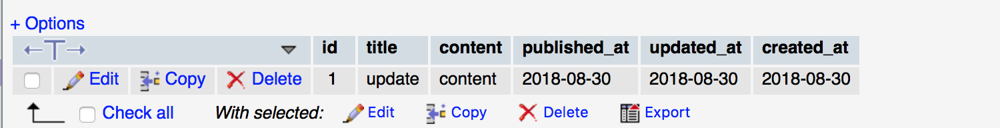 + Options
id title content published_at updated_at created_at
Edit Copy Delete 1 update content 2018-08-30 2018-08-30 2018-08-30
Check all With selected: Edit Copy Delete Export